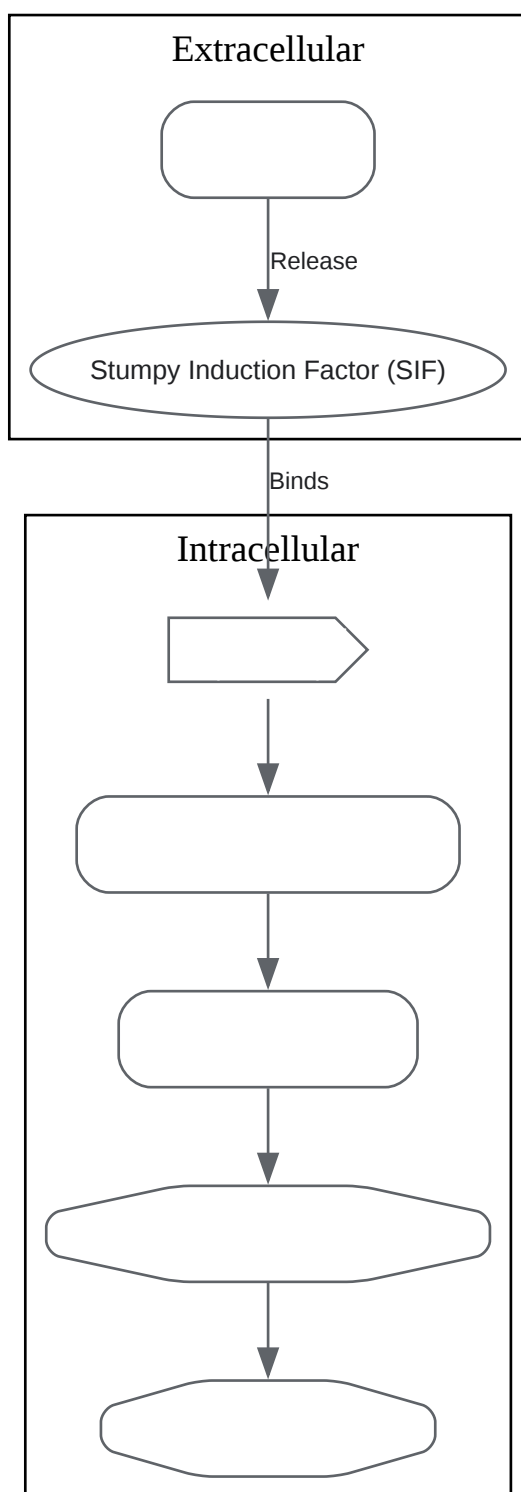 Extracellular
Release
Stumpy Induction Factor (SIF)
Binds
Intracellular